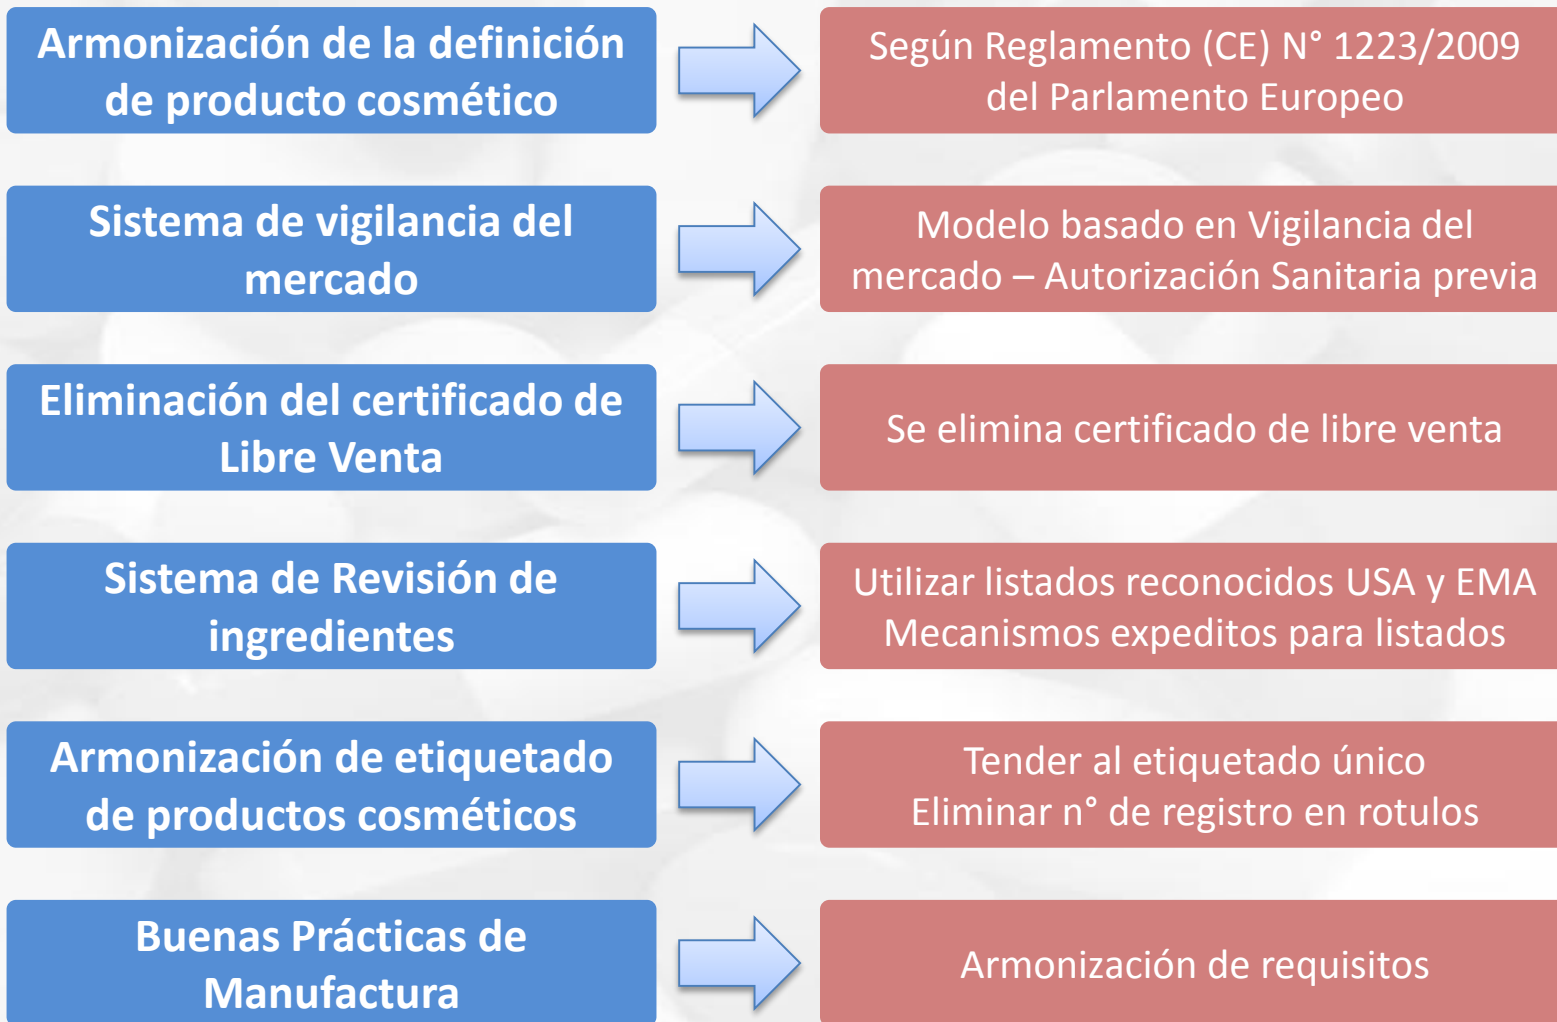 Armonización de la definición
de producto cosmético
Según Reglamento (CE) N° 1223/2009
del Parlamento Europeo
Sistema de vigilancia del
mercado
Modelo basado en Vigilancia del
mercado – Autorización Sanitaria previa
Eliminación del certificado de
Libre Venta
Se elimina certificado de libre venta
Sistema de Revisión de
ingredientes
Utilizar listados reconocidos USA y EMA
Mecanismos expeditos para listados
Armonización de etiquetado
de productos cosméticos
Tender al etiquetado único
Eliminar n° de registro en rotulos
Buenas Prácticas de
Manufactura
Armonización de requisitos